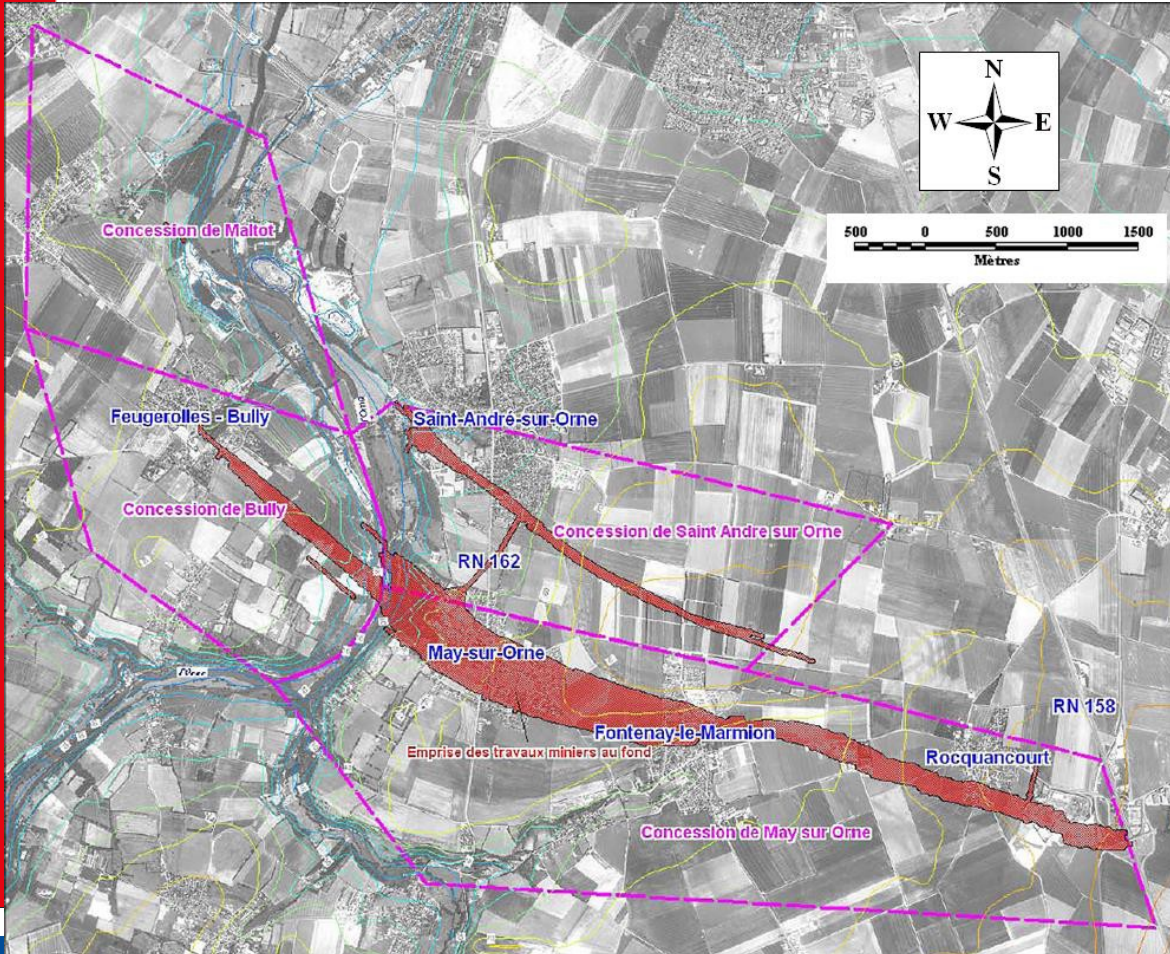 N
W E
S
500 0 500 1000 1500
Mètres
Concession de Maltot
Feugerolles - Bully
Saint-André-sur-Orne
Concession de Bully
Concession de Saint Andre sur Orne
RN 162
May-sur-Orne
RN 158
Fontenay-le-Marmion
Emprise des travaux miniers au fond
Rocquancourt
Concession de May sur Orne